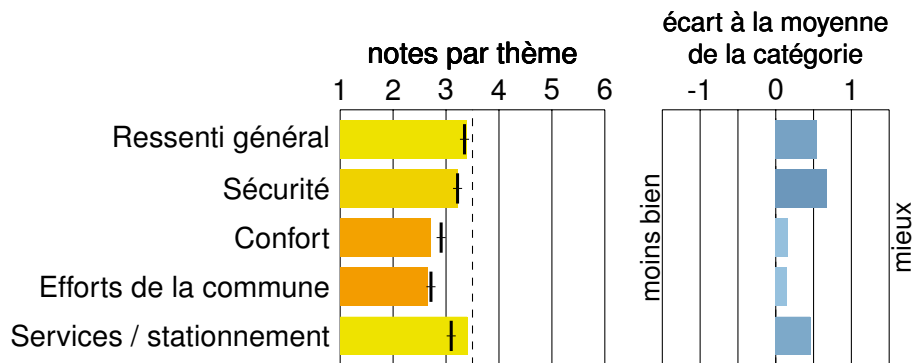 écart à la moyenne
notes par thème de la catégorie
1 2 3 4 5 6 -1 0 1
Ressenti général
Sécurité
Confort
Efforts de la commune
Services / stationnement
moins bien
mieux